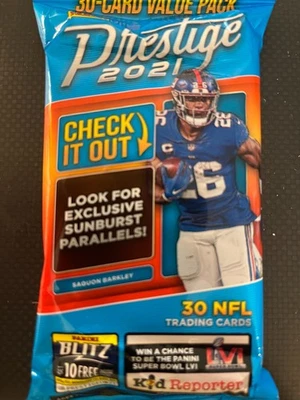 30-CARD VALUE PACK
Prestige
2021
CHECK
IT OUT
26
C
26
LOOK FOR
EXCLUSIVE
SUNBURST
PARALLELS!
SAQUON BARKLEY
30 NFL
TRADING CARDS
PANINI
BLITZ
10 FREE
WIN A CHANCE
TO BE THE PANINI
SUPER BOWL LVI
Kid Reporter
LVI